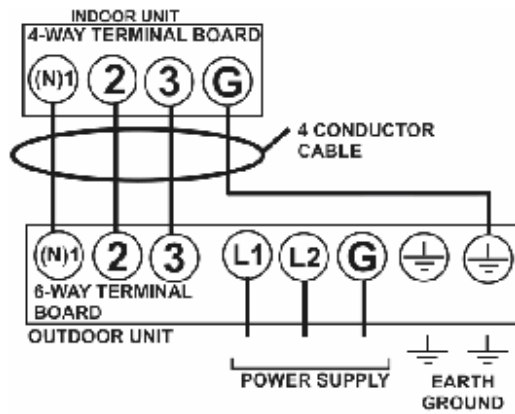 INDOOR UNIT
4-WAY TERMINAL BOARD
(N)1 2 3 G
4 CONDUCTOR
CABLE
(N)1 2 3 L1 L2 G
6-WAY TERMINAL
BOARD
OUTDOOR UNIT
POWER SUPPLY
EARTH
GROUND